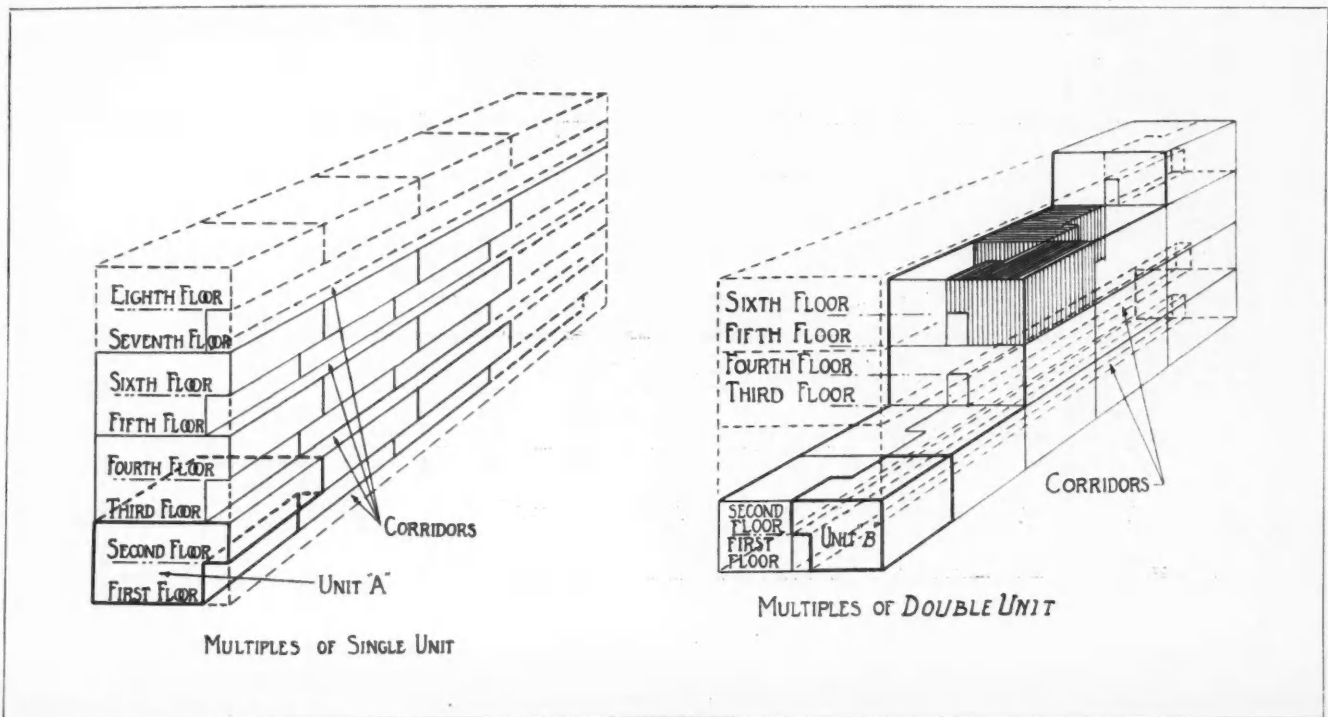 EIGHTH FLOOR
SEVENTH FLOOR
SIXTH FLOOR
FIFTH FLOOR
FOURTH FLOOR
THIRD FLOOR
SECOND FLOOR
FIRST FLOOR
CORRIDORS
UNIT "A"
MULTIPLES OF SINGLE UNIT
SIXTH FLOOR
FIFTH FLOOR
FOURTH FLOOR
THIRD FLOOR
SECOND
FLOOR
FIRST
FLOOR
UNIT-B
CORRIDORS
MULTIPLES OF DOUBLE UNIT